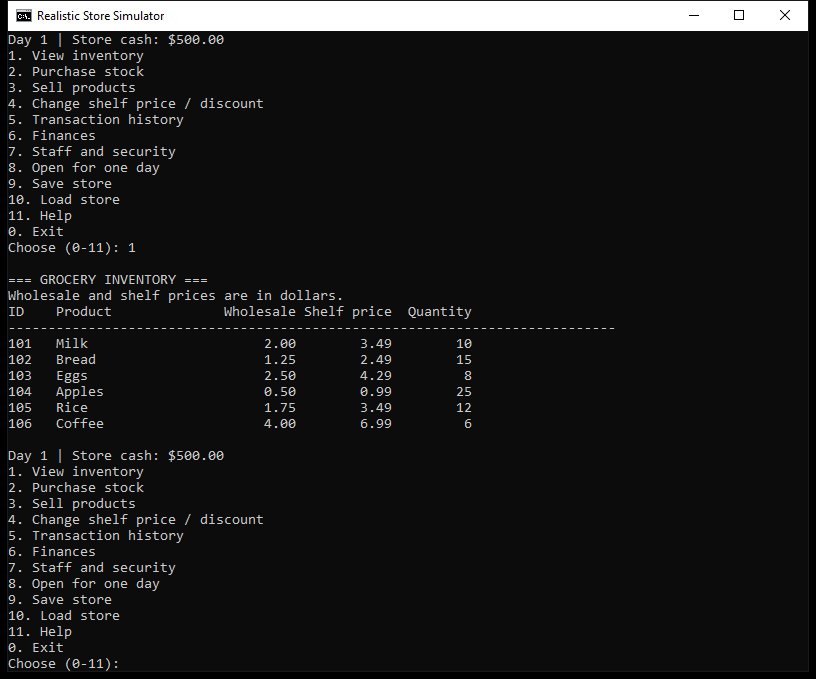 Realistic Store Simulator
Day 1 | Store cash: $500.00
1. View inventory
2. Purchase stock
3. Sell products
4. Change shelf price / discount
5. Transaction history
6. Finances
7. Staff and security
8. Open for one day
9. Save store
10. Load store
11. Help
0. Exit
Choose (0-11): 1

=== GROCERY INVENTORY ===
Wholesale and shelf prices are in dollars.
ID    Product              Wholesale Shelf price  Quantity
----------------------------------------------------------------------------
101   Milk                      2.00        3.49        10
102   Bread                     1.25        2.49        15
103   Eggs                      2.50        4.29         8
104   Apples                    0.50        0.99        25
105   Rice                      1.75        3.49        12
106   Coffee                    4.00        6.99         6

Day 1 | Store cash: $500.00
1. View inventory
2. Purchase stock
3. Sell products
4. Change shelf price / discount
5. Transaction history
6. Finances
7. Staff and security
8. Open for one day
9. Save store
10. Load store
11. Help
0. Exit
Choose (0-11):